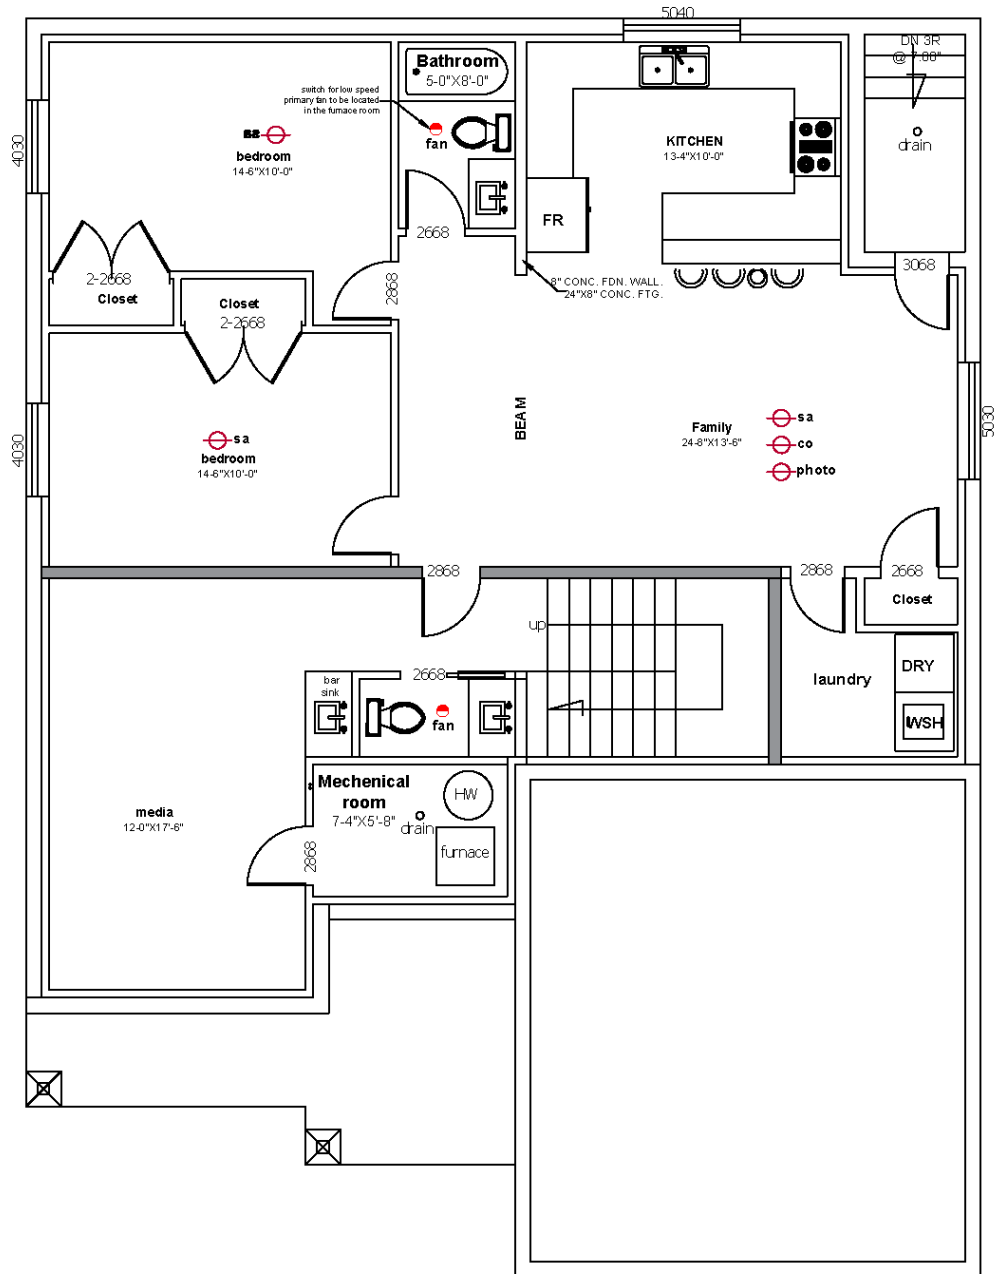 5040
DN 3R
@ 7.88"
Bathroom
5-0"X8'-0"
switch for low speed
primary fan to be located
in the furnace room
fan
KITCHEN
13-4"X10'-0"
drain
4030
bedroom
14-6"X10'-0"
FR
2668
3068
2-2668
Closet
2868
8" CONC. FDN. WALL.
24"X8" CONC. FTG.
Closet
2-2668
BEAM
Family
24-8"X13'-6"
sa
co
photo
5030
4030
sa
bedroom
14-6"X10'-0"
2868
2868
2668
Closet
up
laundry
DRY
WSH
2668
bar
sink
fan
Mechenical
room
7-4"X5'-8"
drain
HW
furnace
2868
media
12-0"X17'-6"